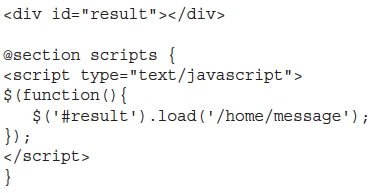 <div id="result"></div>

@section scripts {
<script type="text/javascript">
$(function(){
   $('#result').load('/home/message');
});
</script>
}